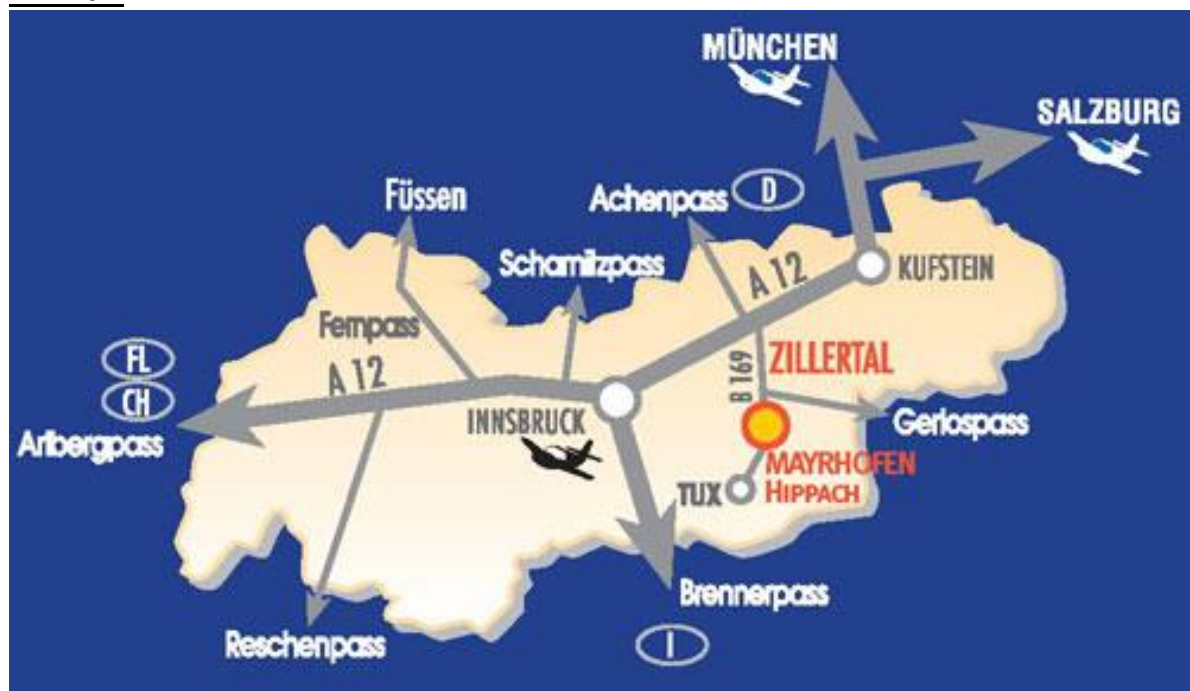 MÜNCHEN
SALZBURG
Füssen
Achenpass
D
Scharnitzpass
A 12
KUFSTEIN
Fernpass
FL
A 12
CH
ZILLERTAL
B 169
INNSBRUCK
Arlbergpass
Gerlospass
MAYRHOFEN
HIPPACH
TUX
Brennerpass
Reschenpass
I